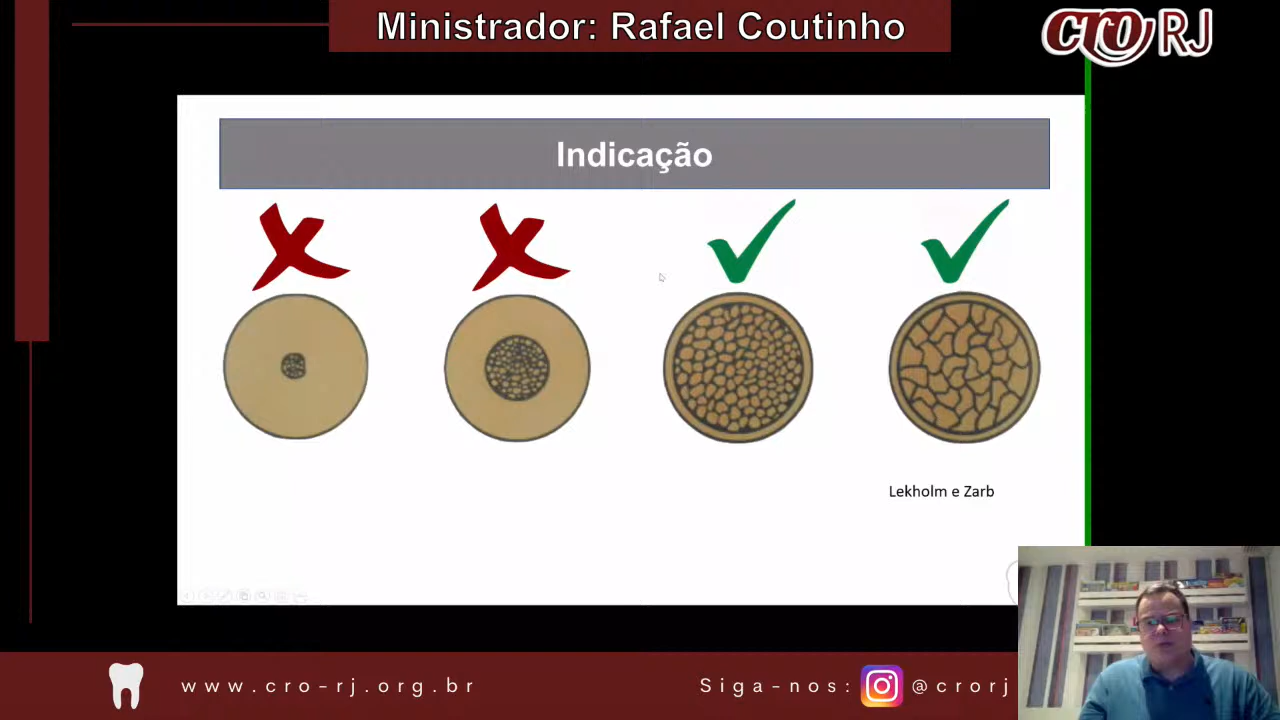 Ministrador: Rafael Coutinho
CRO RJ
Indicação
Lekholm e Zarb
www.cro-rj.org.br
Siga-nos:
@crorj